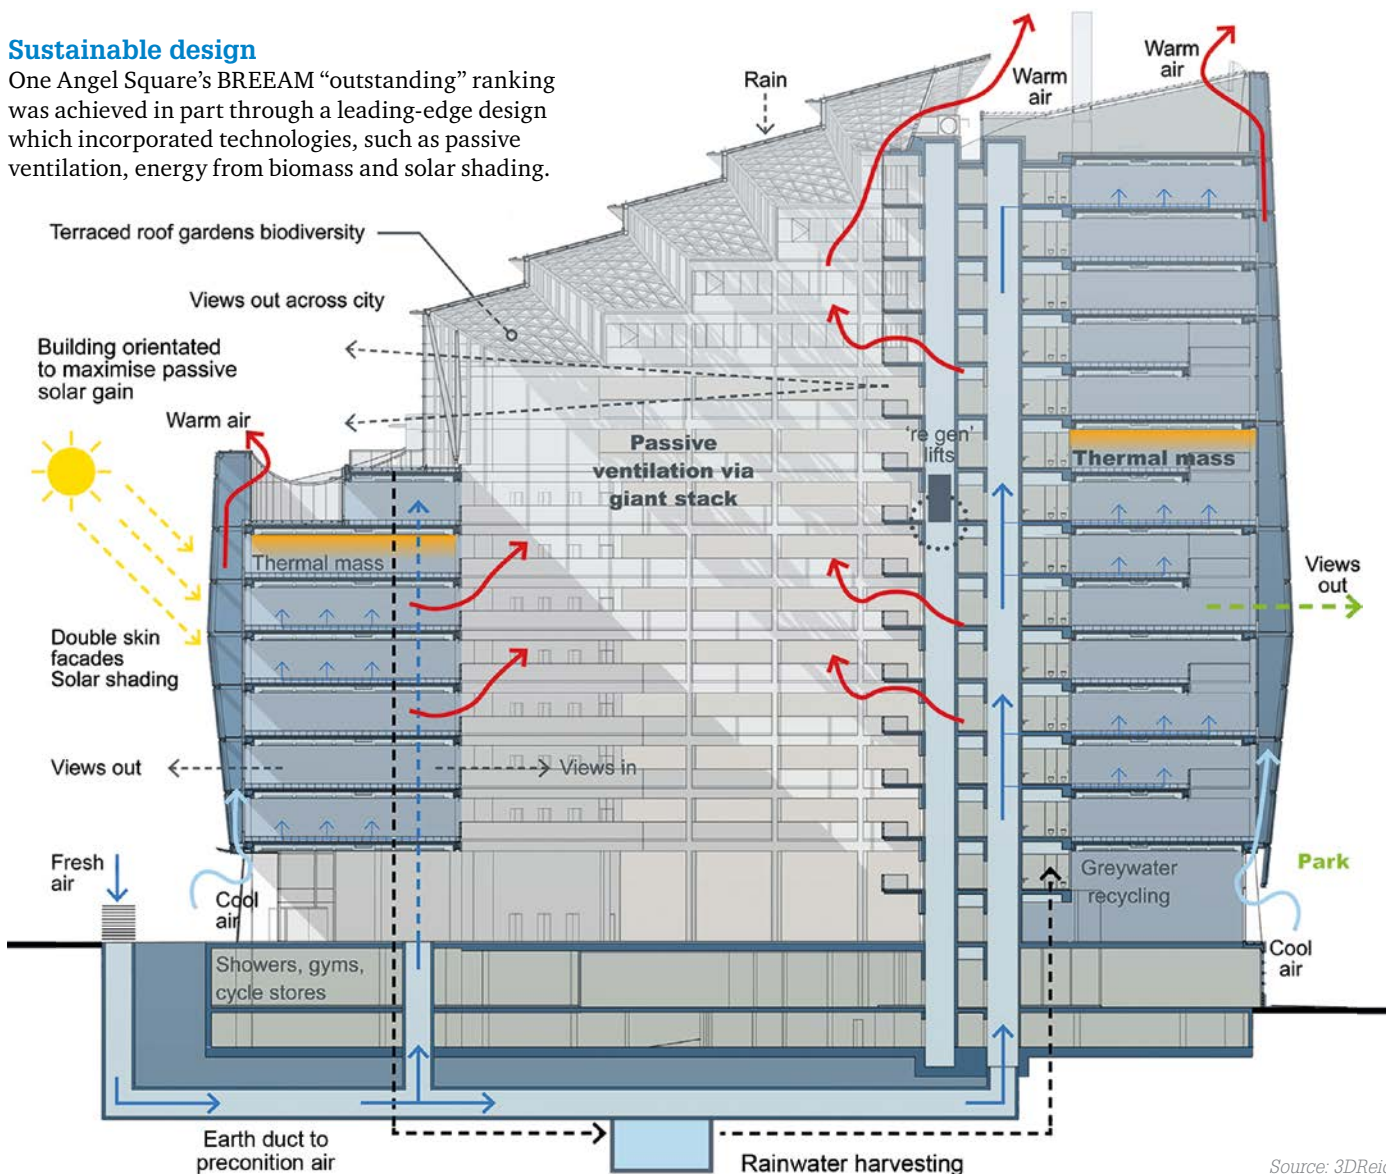 Sustainable design
One Angel Square’s BREEAM “outstanding” ranking
was achieved in part through a leading-edge design
which incorporated technologies, such as passive
ventilation, energy from biomass and solar shading.
Rain
Warm
air
Warm
air
Terraced roof gardens biodiversity
Views out across city
Building orientated
to maximise passive
solar gain
Warm air
Passive
ventilation via
giant stack
're gen'
lifts
Thermal mass
Thermal mass
Views
out
Double skin
facades
Solar shading
Views out
Views in
Fresh
air
Cool
air
Greywater
recycling
Park
Cool
air
Showers, gyms,
cycle stores
Earth duct to
preconition air
Rainwater harvesting
Source: 3DReid